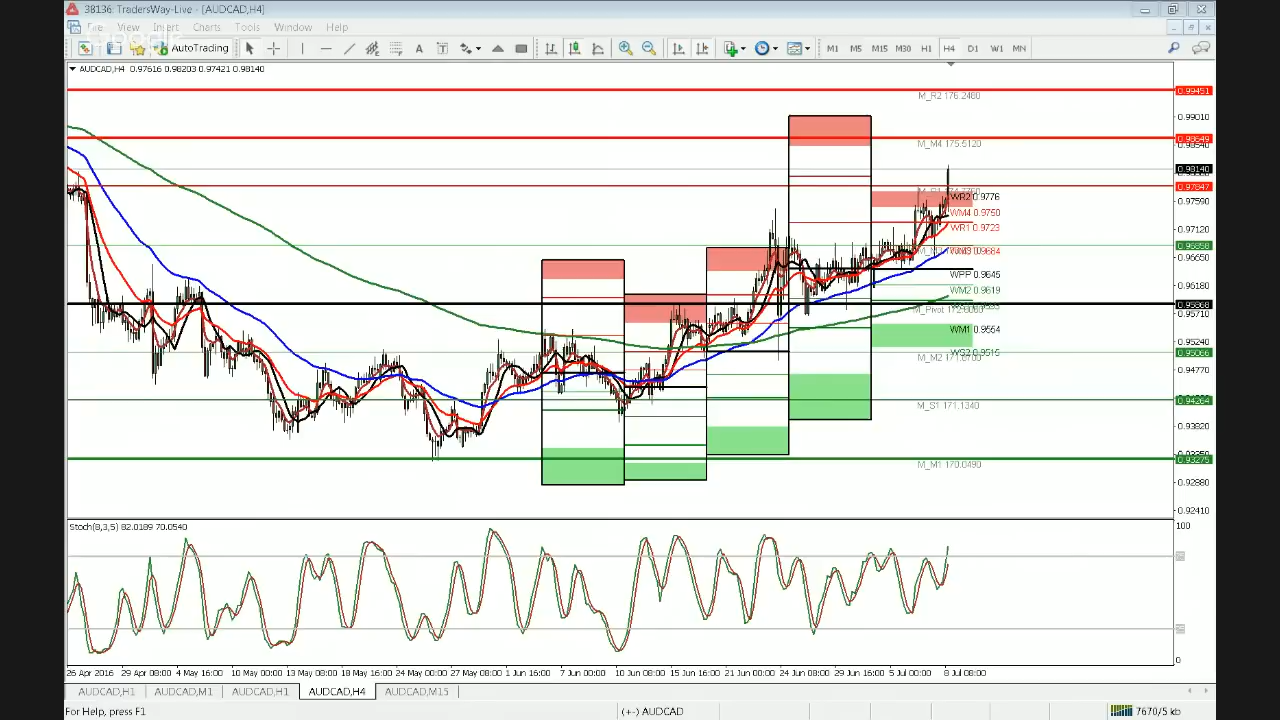 38136: TradersWay-Live - [AUDCAD,H4]
File View Insert Charts Tools Window Help
AutoTrading M1 M5 M15 M30 H1 H4 D1 W1 MN
AUDCAD,H4 0.97616 0.98203 0.97421 0.98140
0.99451
M_R2 176.2480
0.99010
0.98649
M_M4 175.5120
0.98540
0.98140
0.97847
WR2 0.9776
0.97590
WM4 0.9750
WR1 0.9723
0.97120
0.96858
0.9684
0.96650
WPP 0.9645
WM2 0.9619
0.96180
0.95868
M_Pivot
0.95710
WM1 0.9564
0.95240
WS2 0.9515
0.95066
M_M2
0.94770
0.94264
M_S1 171.1340
0.93820
0.93275
M_M1 170.0490
0.92880
0.92410
Stoch(8,3,5) 82.0189 70.0540
100
0
26 Apr 2016 29 Apr 08:00 4 May 16:00 10 May 00:00 13 May 08:00 18 May 16:00 24 May 00:00 27 May 08:00 1 Jun 16:00 7 Jun 00:00 10 Jun 08:00 15 Jun 16:00 21 Jun 00:00 24 Jun 08:00 29 Jun 16:00 5 Jul 00:00 8 Jul 08:00
AUDCAD,H1 AUDCAD,M1 AUDCAD,H1 AUDCAD,H4 AUDCAD,M15
For Help, press F1 (+-) AUDCAD 7670/5 kb